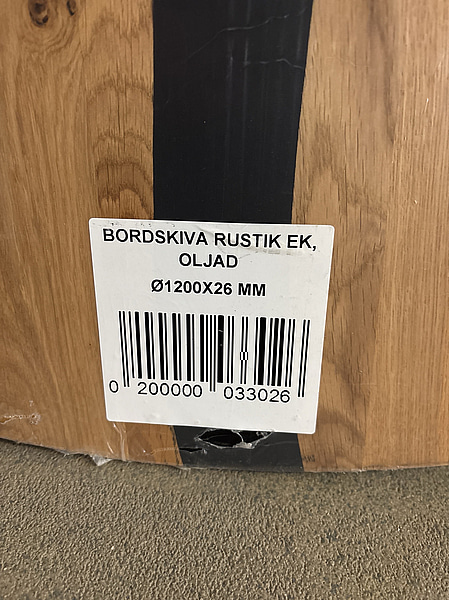 BORDSKIVA RUSTIK EK,
OLJAD
Ø1200X26 MM
0 200000 033026